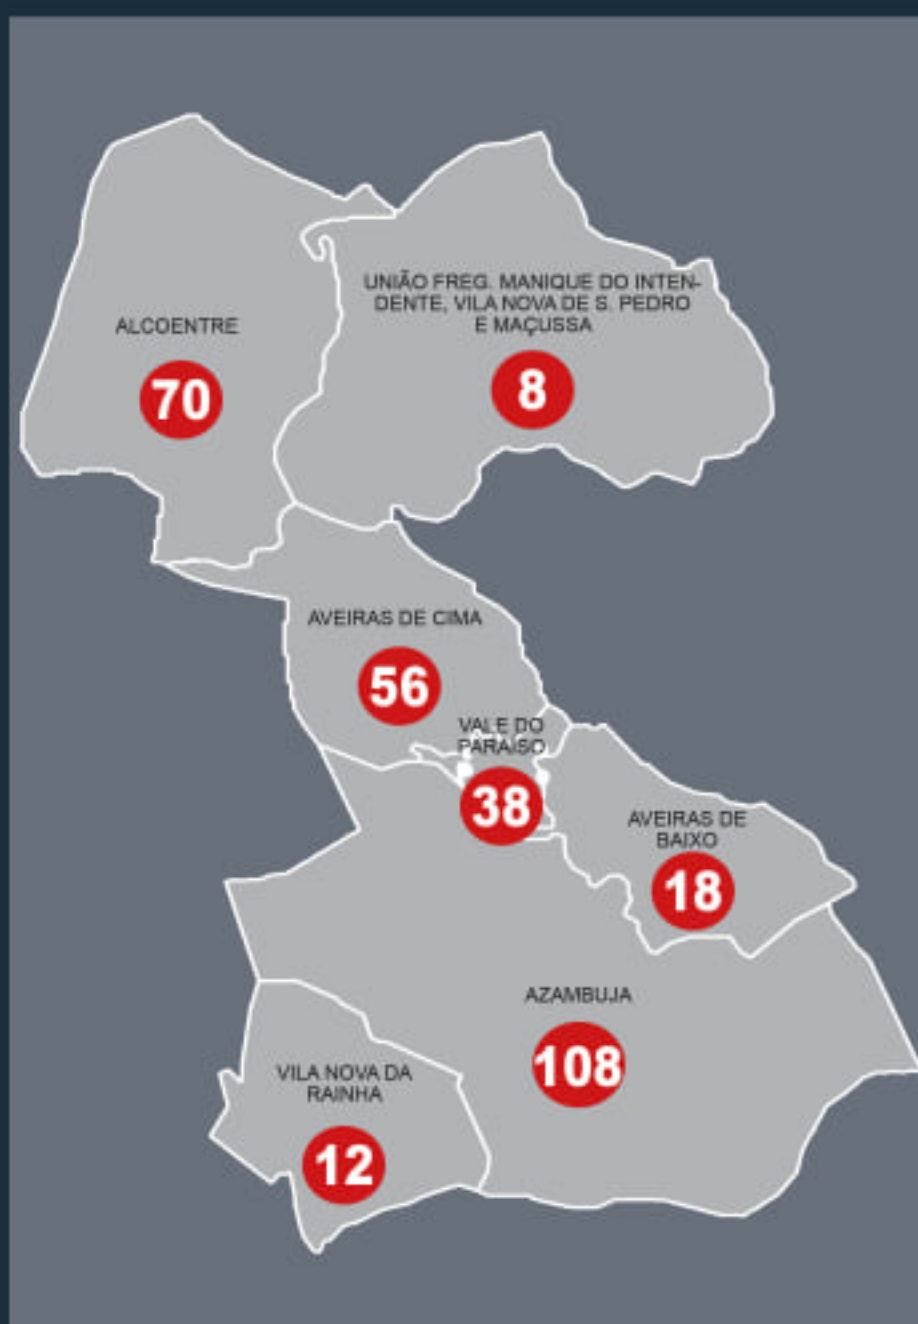 UNIÃO FREG. MANIQUE DO INTEN-
DENTE, VILA NOVA DE S. PEDRO
E MAÇUSSA
8
ALCOENTRE
70
AVEIRAS DE CIMA
56
VALE DO
PARAÍSO
38
AVEIRAS DE
BAIXO
18
AZAMBUJA
108
VILA NOVA DA
RAINHA
12